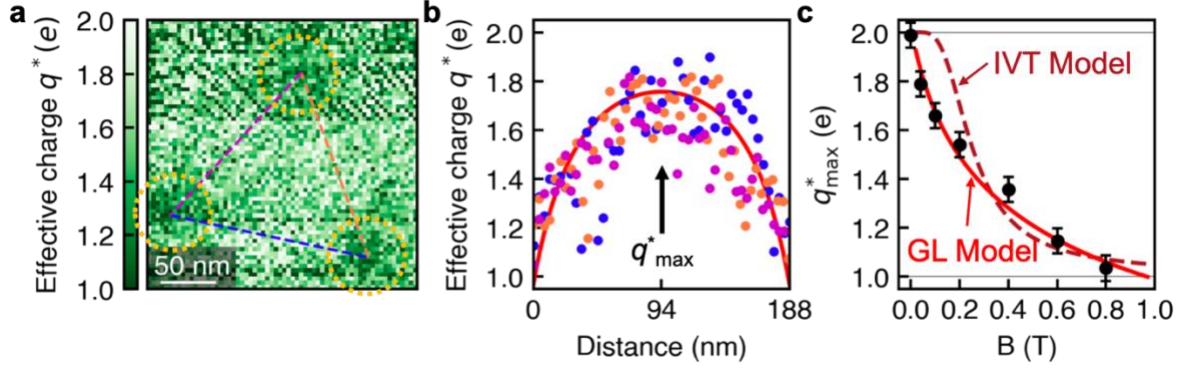 a
Effective charge q* (e)
2.0
1.8
1.6
1.4
1.2
1.0
50 nm
b
Effective charge q* (e)
2.0
1.8
1.6
1.4
1.2
1.0
q*max
0
94
188
Distance (nm)
c
q*max (e)
2.0
1.8
1.6
1.4
1.2
1.0
IVT Model
GL Model
0.0 0.2 0.4 0.6 0.8 1.0
B (T)